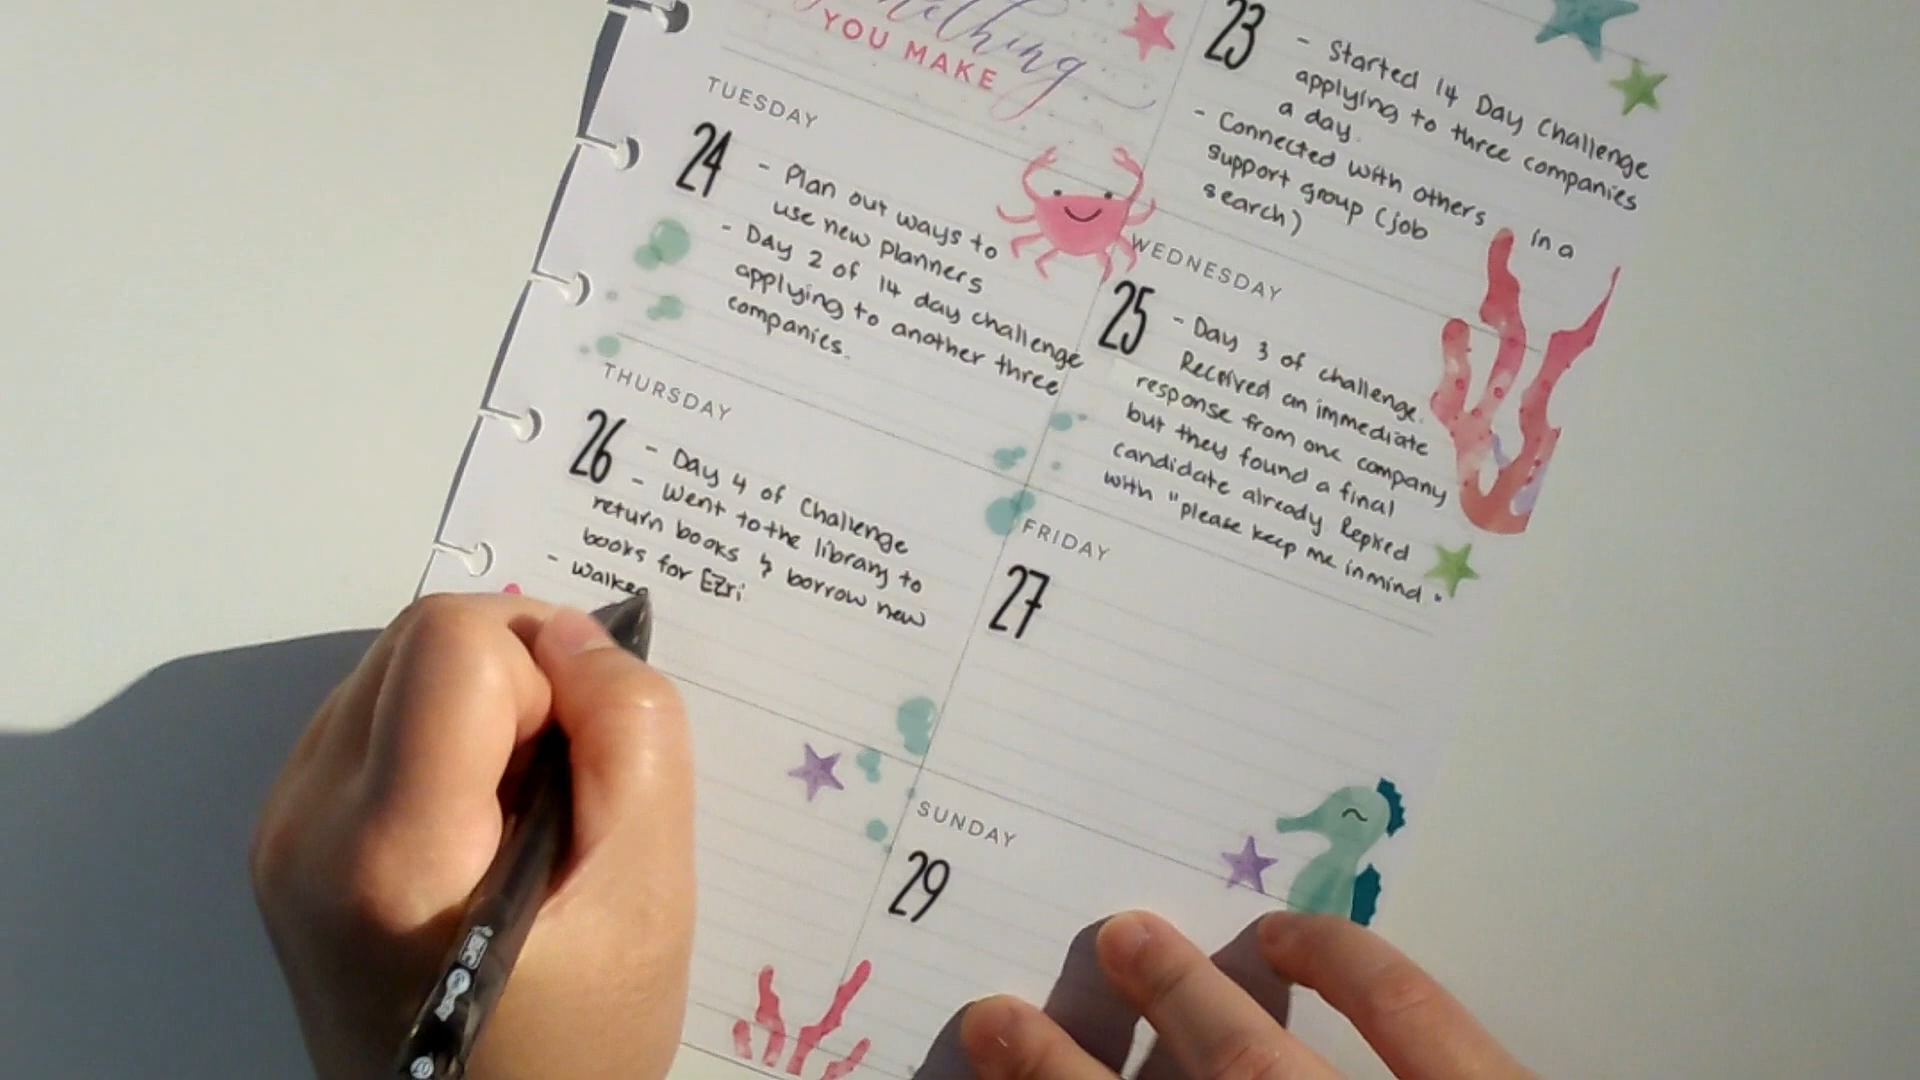 something
YOU MAKE
23
- Started 14 Day Challenge
applying to three companies
a day.
- Connected with others in a
support group (job
search)
TUESDAY
24
- Plan out ways to
use new planners
- Day 2 of 14 day challenge
applying to another three
companies.
WEDNESDAY
25
- Day 3 of challenge.
Received an immediate
response from one company
but they found a final
candidate already. Replied
with "please keep me in mind".
THURSDAY
26
- Day 4 of Challenge
- Went to the library to
return books & borrow new
books for Ezri
- Walked
FRIDAY
27
SUNDAY
29
BIC